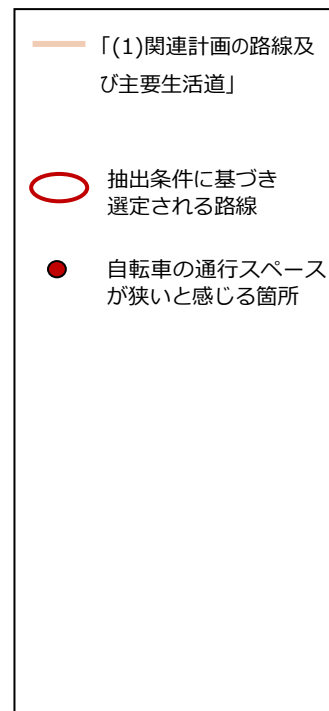 「(1)関連計画の路線及
び主要生活道」
抽出条件に基づき
選定される路線
自転車の通行スペース
が狭いと感じる箇所